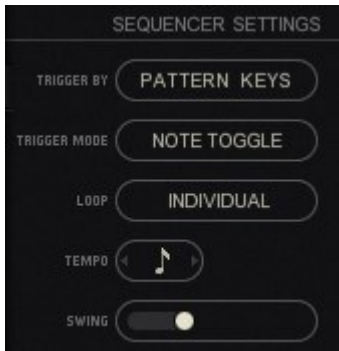 SEQUENCER SETTINGS
TRIGGER BY PATTERN KEYS
TRIGGER MODE NOTE TOGGLE
LOOP INDIVIDUAL
TEMPO ♪
SWING